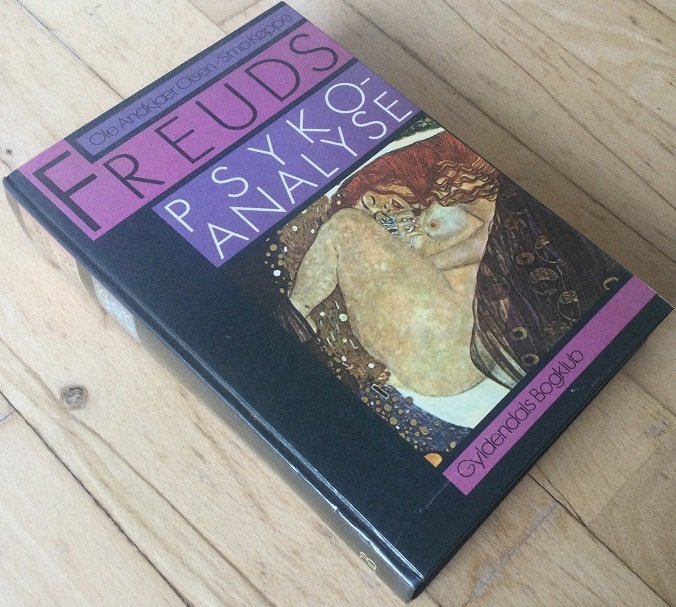 Ole Andkjær Olsen · Simo Køppe
FREUDS
PSYKO-
ANALYSE
Gyldendals Bogklub